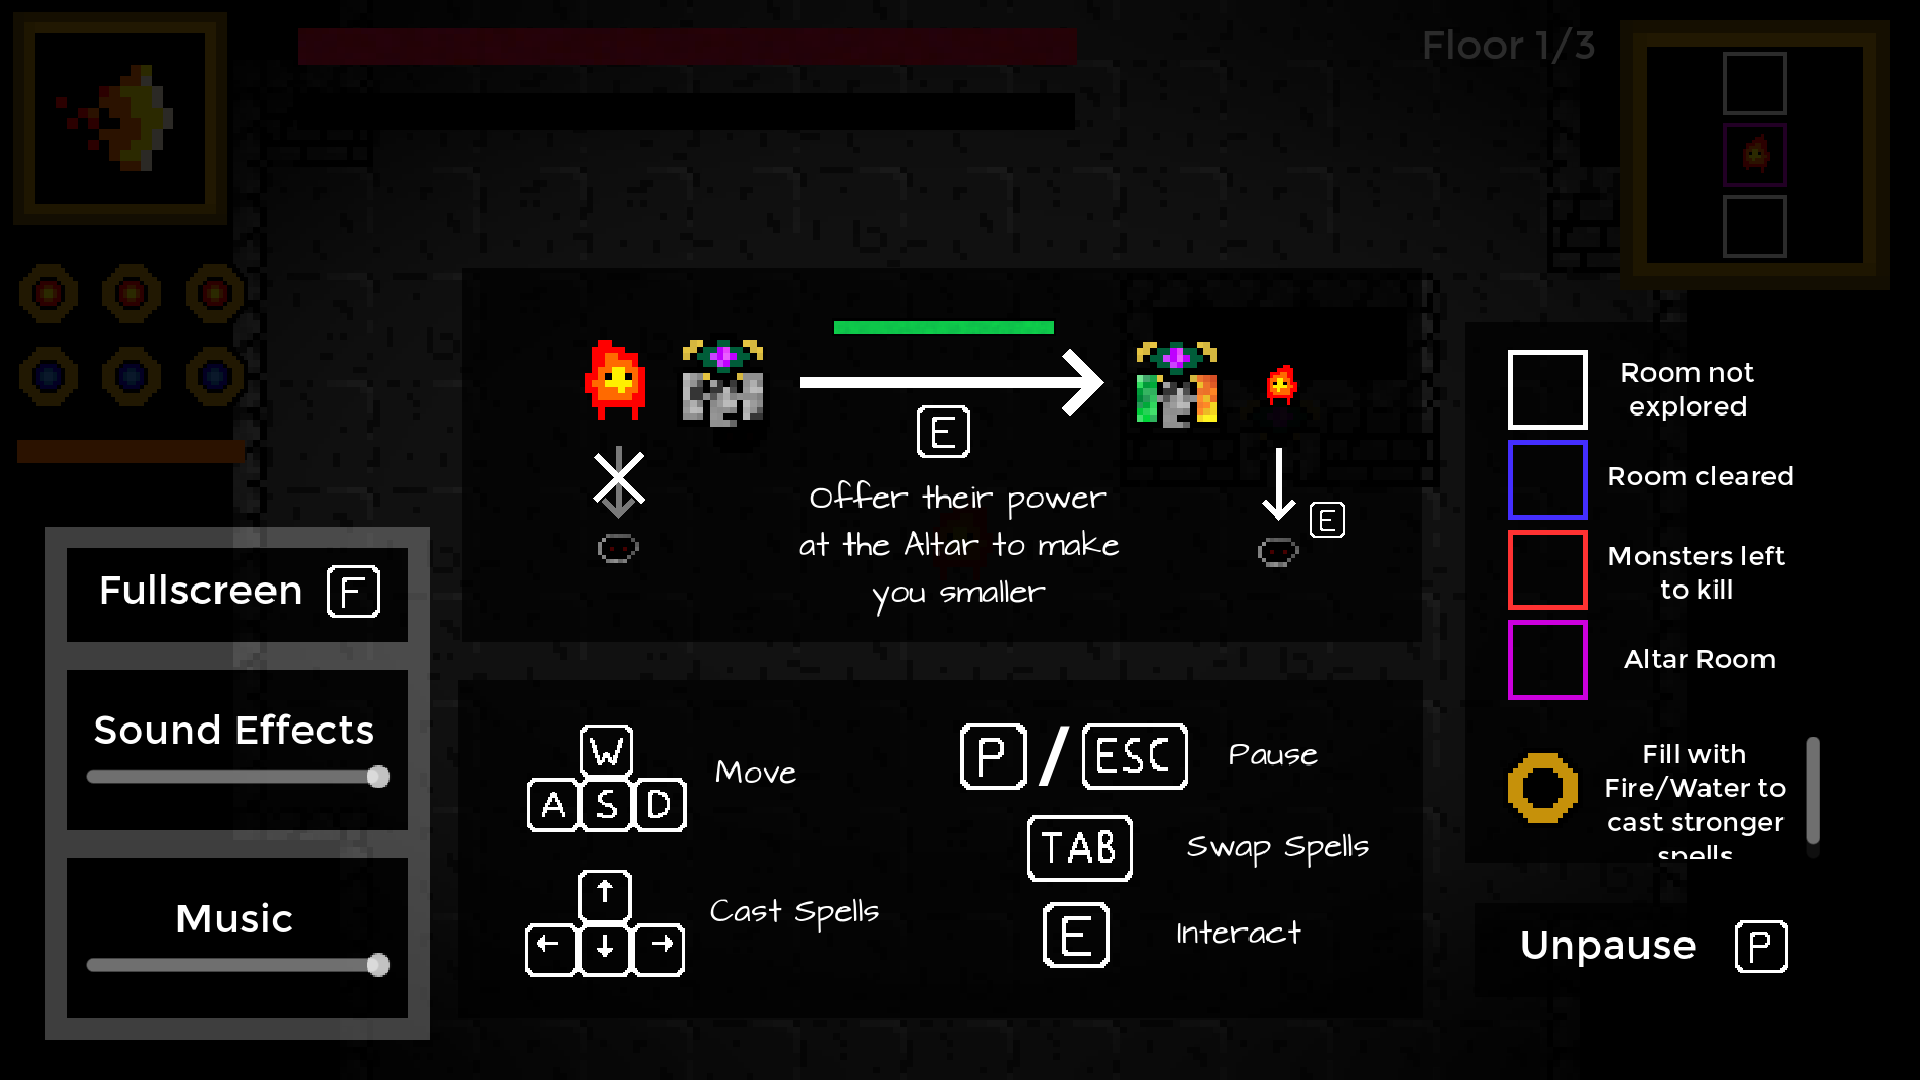 Floor 1/3
E
Offer their power
at the Altar to make
you smaller
E
Room not
explored
Room cleared
Monsters left
to kill
Altar Room
Fill with
Fire/Water to
cast stronger
spells
Fullscreen F
Sound Effects
Music
W
A S D
Move
↑
← ↓ →
Cast Spells
P / ESC Pause
TAB Swap Spells
E Interact
Unpause P